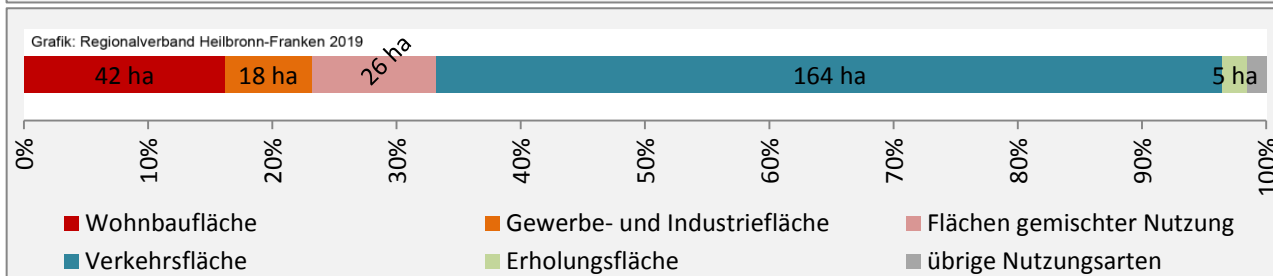 Grafik: Regionalverband Heilbronn-Franken 2019
42 ha 18 ha 26 ha 164 ha 5 ha
0% 10% 20% 30% 40% 50% 60% 70% 80% 90% 100%
Wohnbaufläche Gewerbe- und Industriefläche Flächen gemischter Nutzung
Verkehrsfläche Erholungsfläche übrige Nutzungsarten